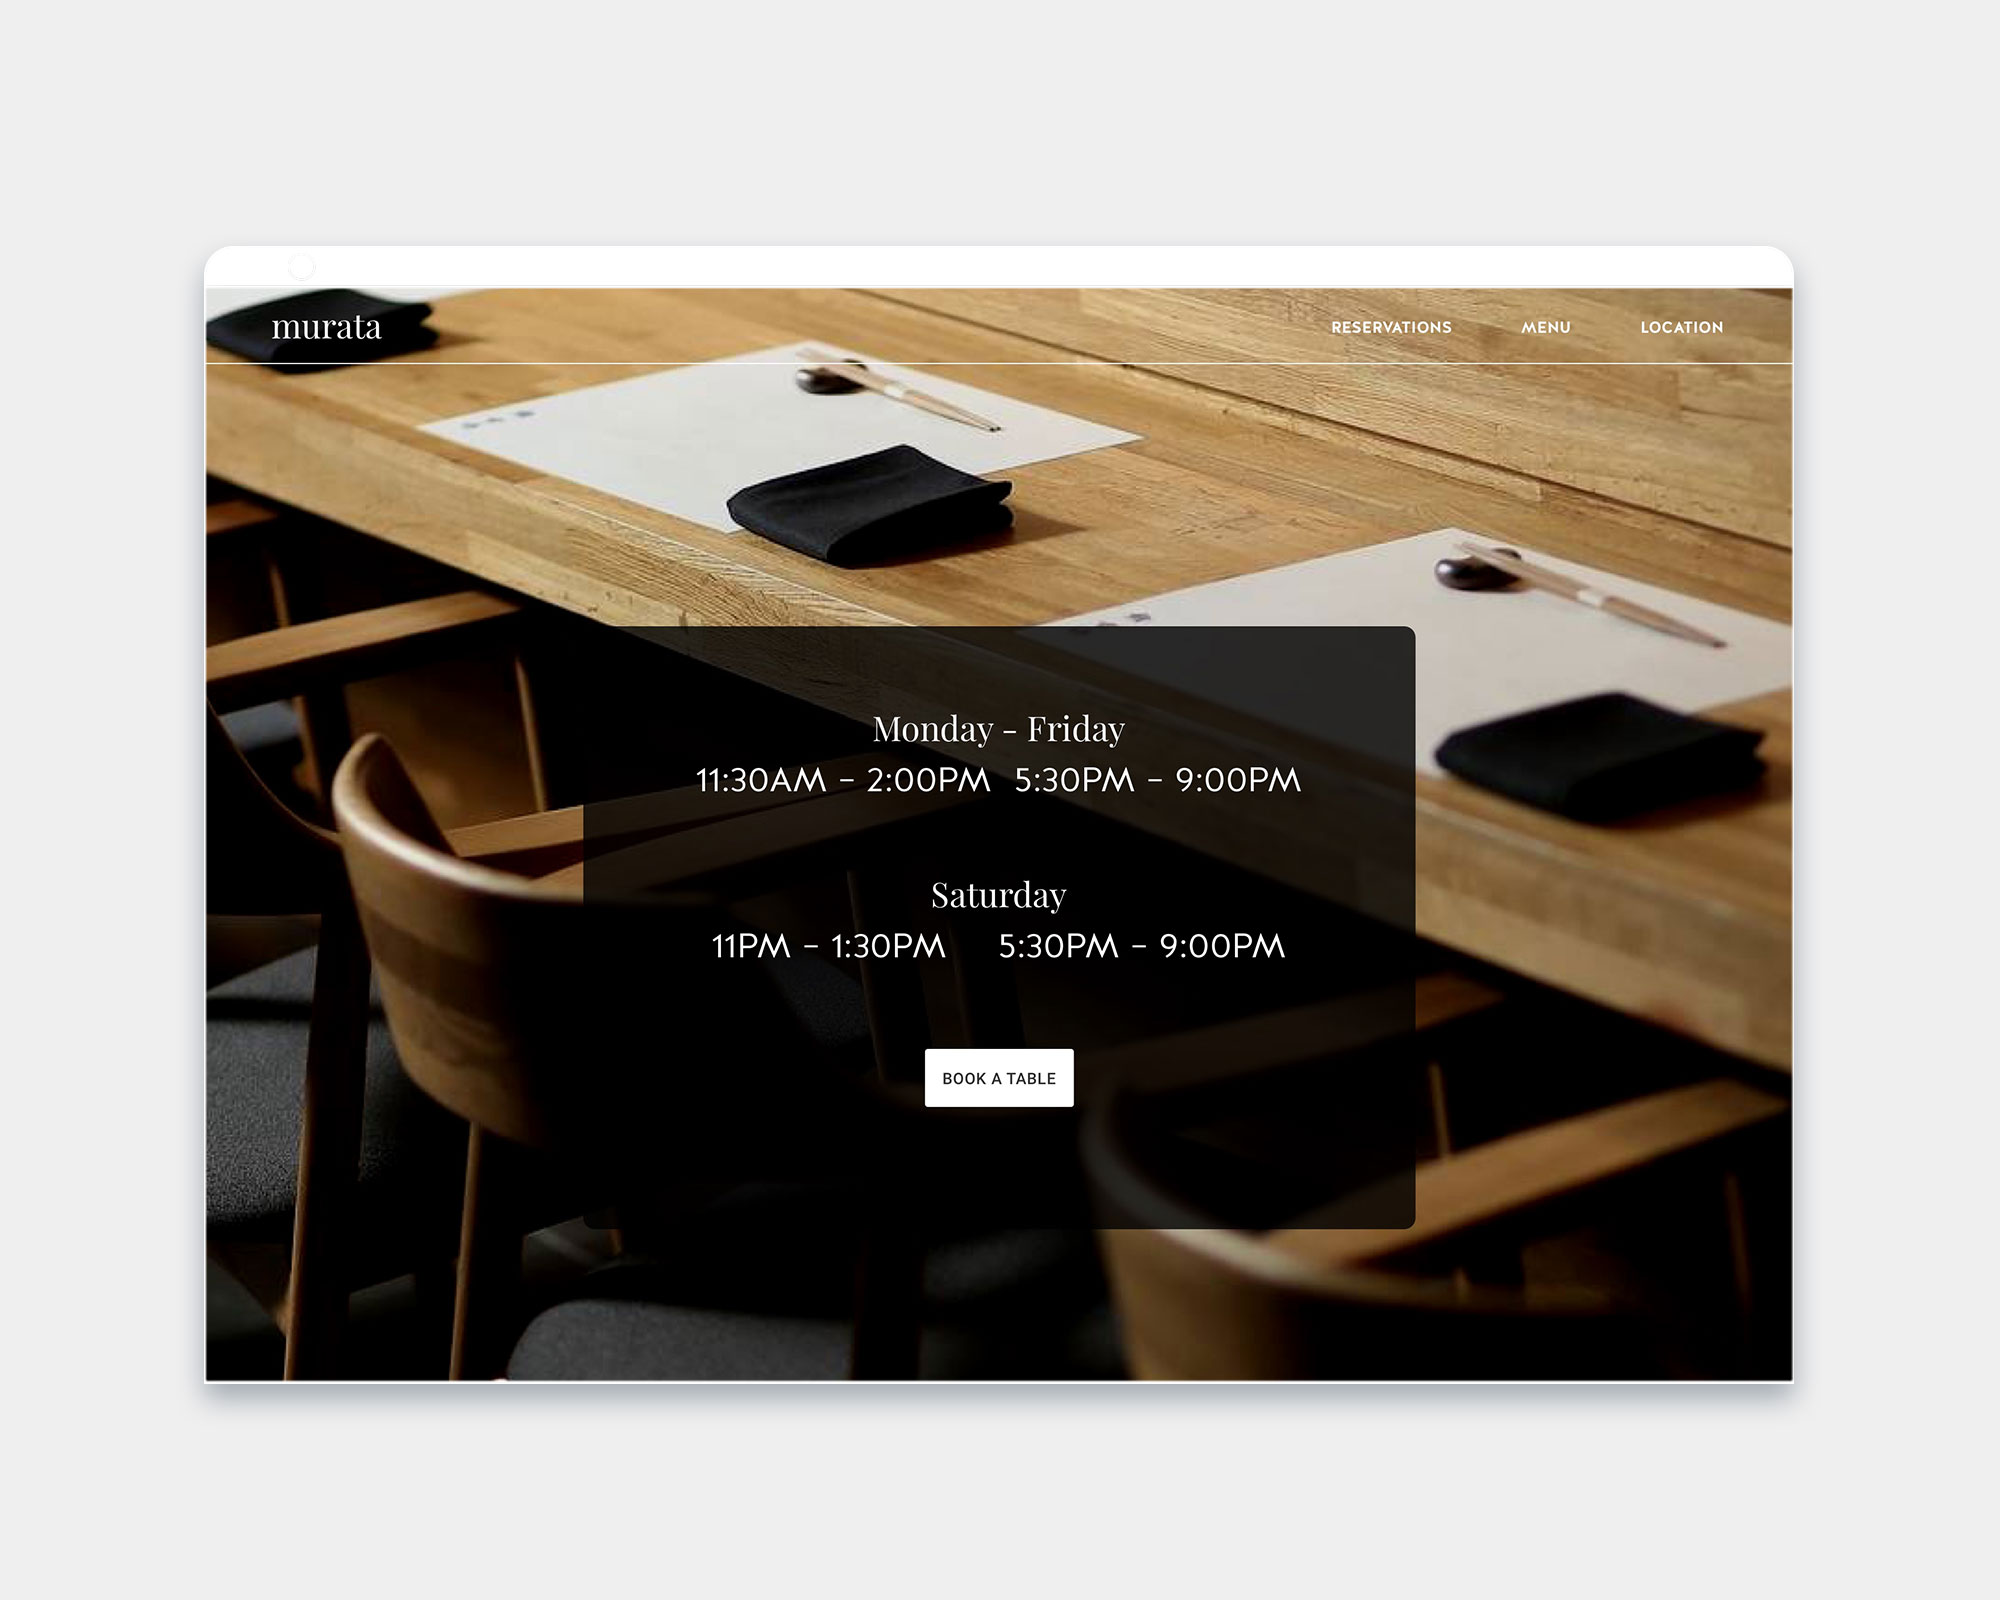 murata
RESERVATIONS MENU LOCATION
Monday - Friday
11:30AM - 2:00PM 5:30PM - 9:00PM
Saturday
11PM - 1:30PM 5:30PM - 9:00PM
BOOK A TABLE